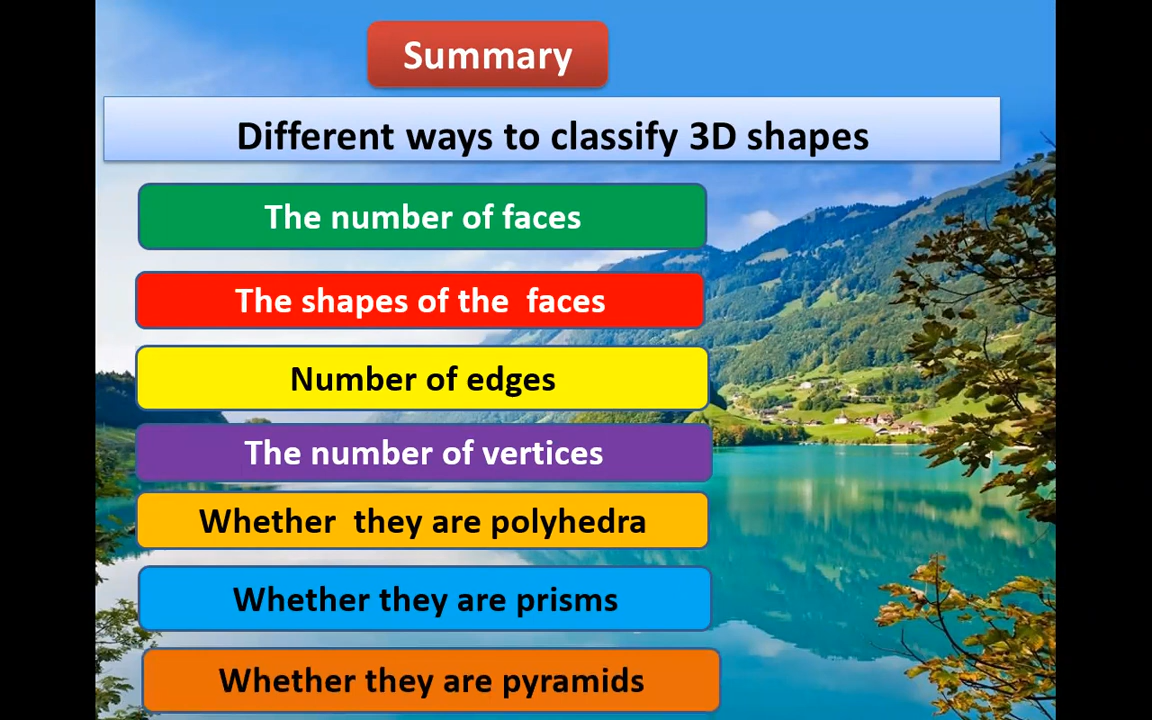 Summary
Different ways to classify 3D shapes
The number of faces
The shapes of the  faces
Number of edges
The number of vertices
Whether  they are polyhedra
Whether they are prisms
Whether they are pyramids